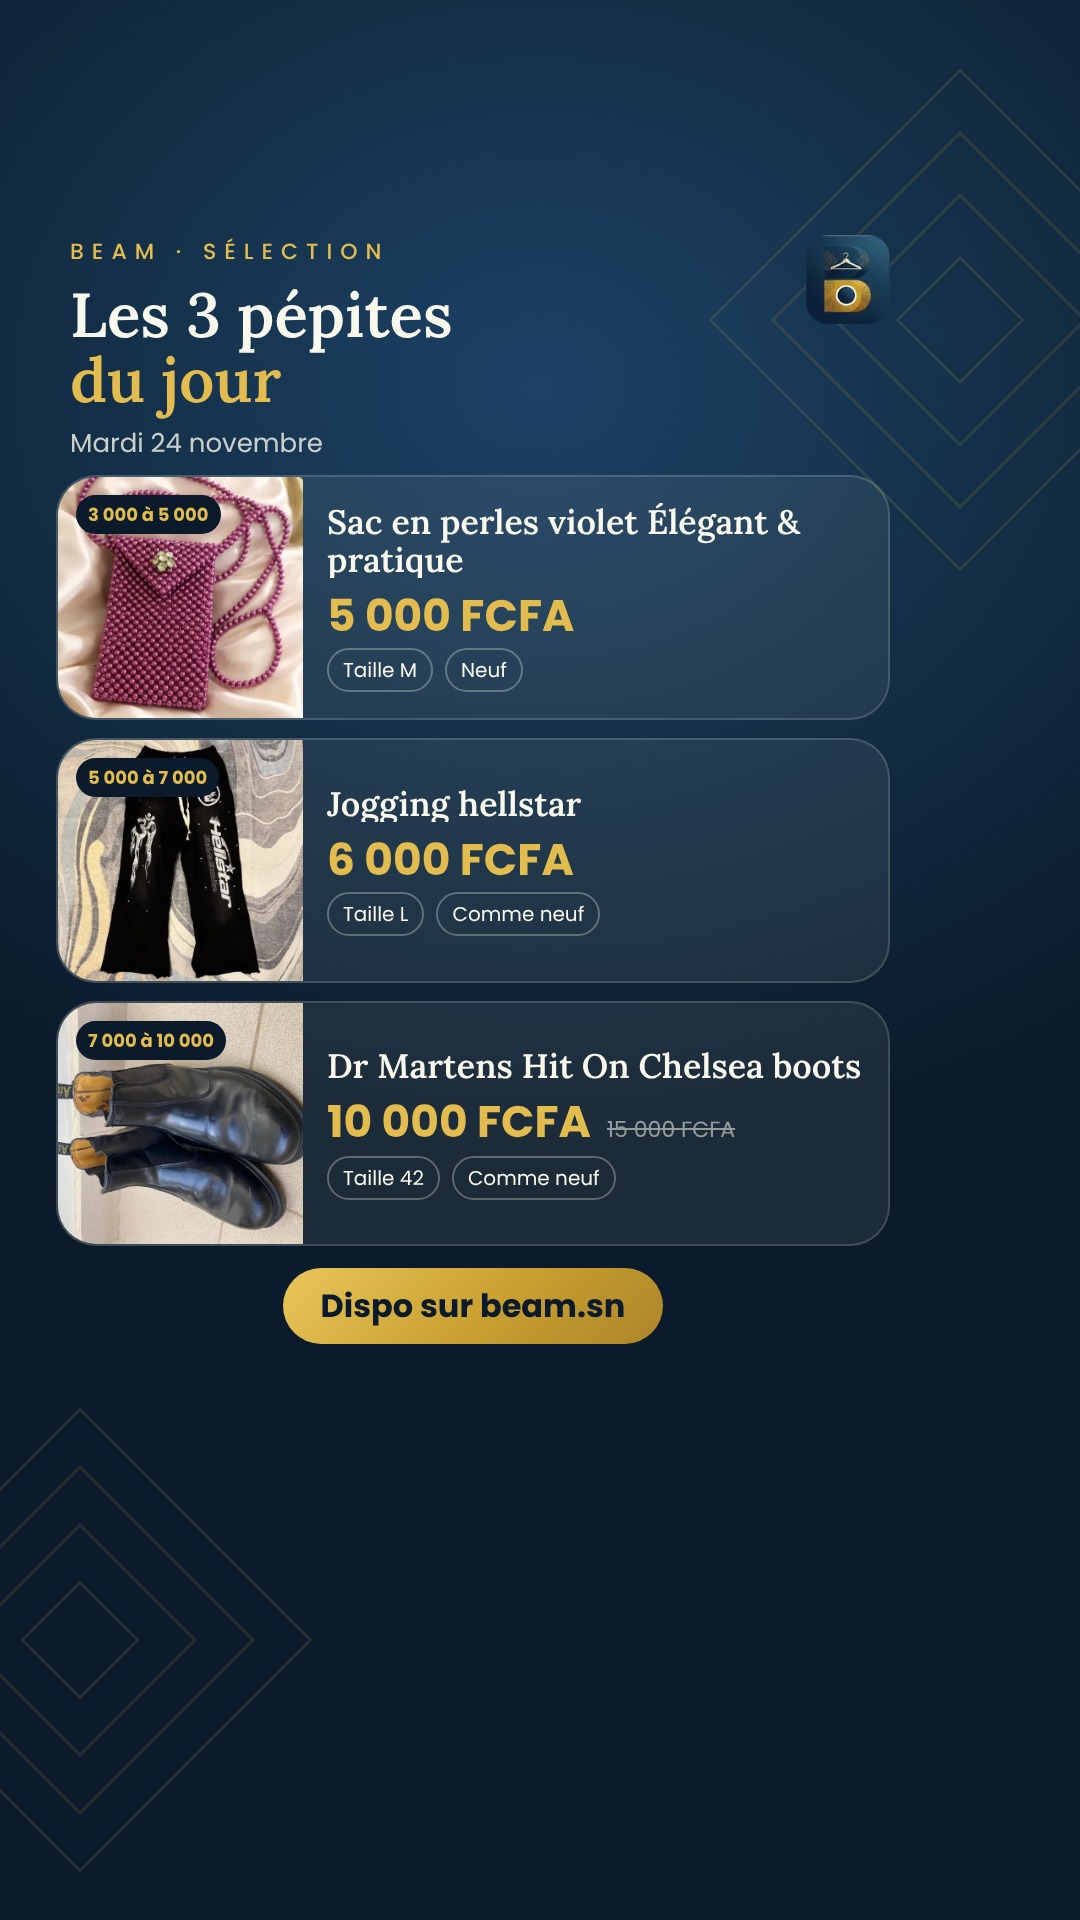 BEAM · SÉLECTION
Les 3 pépites
du jour
Mardi 24 novembre
3 000 à 5 000
Sac en perles violet Élégant &
pratique
5 000 FCFA
Taille M
Neuf
5 000 à 7 000
Hellstar
Jogging hellstar
6 000 FCFA
Taille L
Comme neuf
7 000 à 10 000
Dr Martens Hit On Chelsea boots
10 000 FCFA 15 000 FCFA
Taille 42
Comme neuf
Dispo sur beam.sn